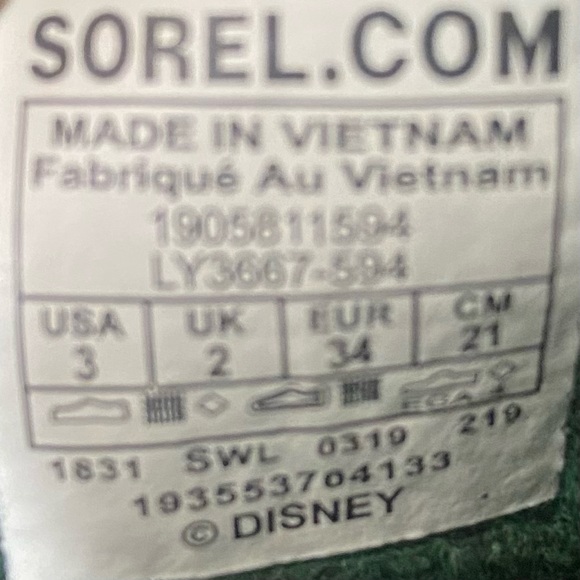 SOREL.COM
MADE IN VIETNAM
Fabriqué Au Vietnam
1905811594
LY3667-594
USA UK EUR CM
3 2 34 21
1831 SWL 0319 219
193553704133
© DISNEY